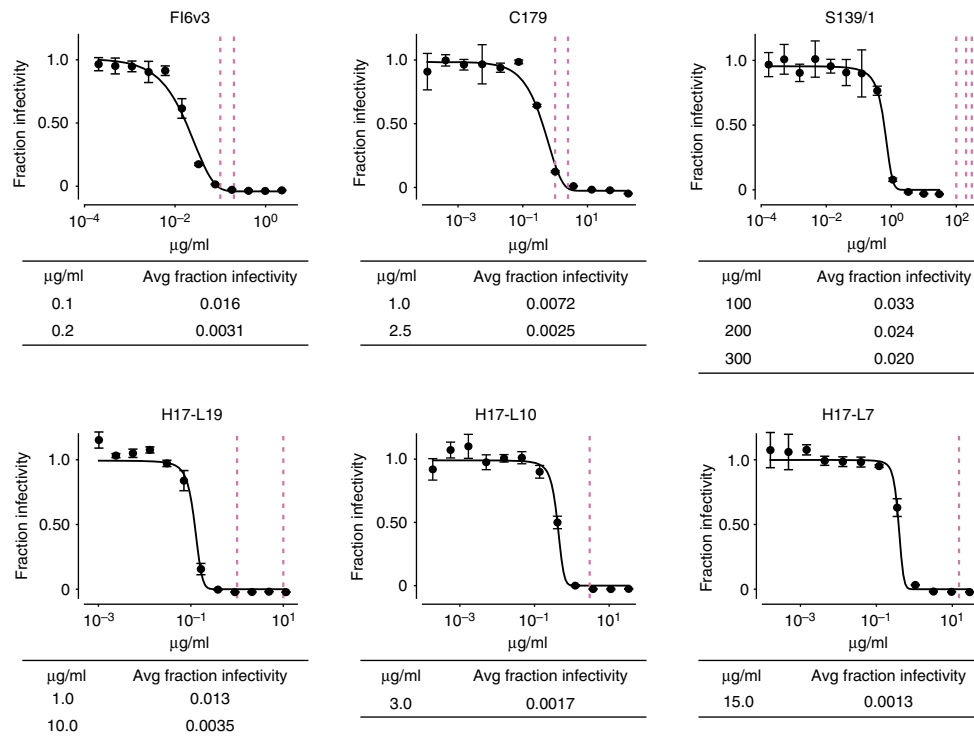 FI6v3
Fraction infectivity
1.0
0.50
0
10⁻⁴
10⁻²
10⁰
µg/ml
µg/ml Avg fraction infectivity
0.1 0.016
0.2 0.0031
C179
Fraction infectivity
1.0
0.50
0
10⁻³
10⁻¹
10¹
µg/ml
µg/ml Avg fraction infectivity
1.0 0.0072
2.5 0.0025
S139/1
Fraction infectivity
1.0
0.50
0
10⁻⁴
10⁻²
10⁰
10²
µg/ml
µg/ml Avg fraction infectivity
100 0.033
200 0.024
300 0.020
H17-L19
Fraction infectivity
1.0
0.50
0
10⁻³
10⁻¹
10¹
µg/ml
µg/ml Avg fraction infectivity
1.0 0.013
10.0 0.0035
H17-L10
Fraction infectivity
1.0
0.50
0
10⁻³
10⁻¹
10¹
µg/ml
µg/ml Avg fraction infectivity
3.0 0.0017
H17-L7
Fraction infectivity
1.0
0.50
0
10⁻³
10⁻¹
10¹
µg/ml
µg/ml Avg fraction infectivity
15.0 0.0013